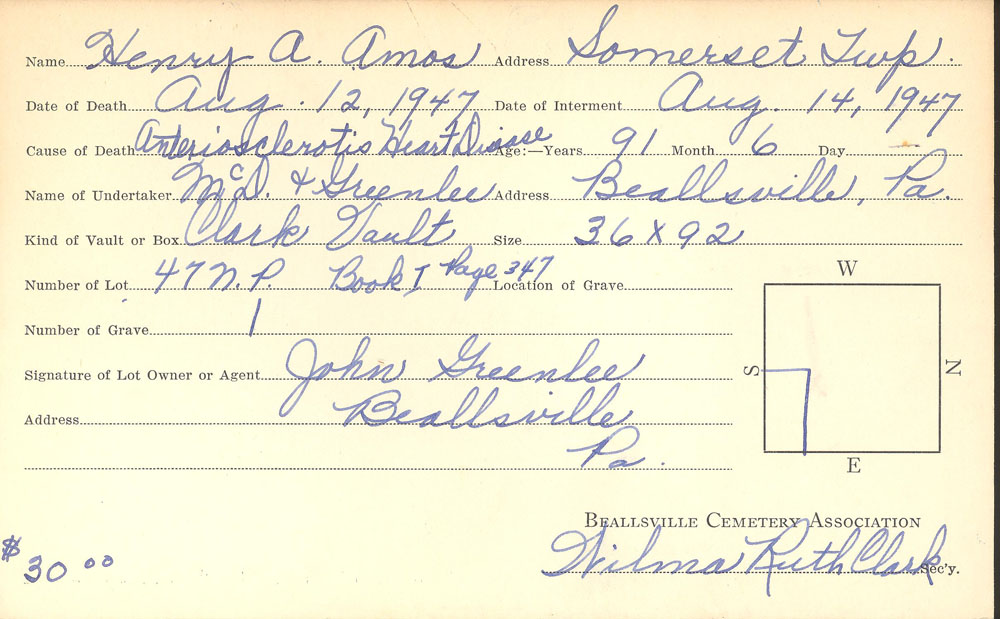 Name Henry A. Amos Address Somerset Twp.
Date of Death Aug. 12, 1947 Date of Interment Aug. 14, 1947
Cause of Death Anteriosclerotis Heart Disease Age:—Years 91 Month 6 Day —
Name of Undertaker McD. & Greenlee Address Beallsville, Pa.
Kind of Vault or Box Clark Vault Size 36 x 92
Number of Lot 47 N.P. Book I Page 347 Location of Grave
W
Number of Grave 1
Signature of Lot Owner or Agent John Greenlee
S N
Address Beallsville
Pa.
E
BEALLSVILLE CEMETERY ASSOCIATION
$30.00 Wilma Ruth Clark Sec'y.